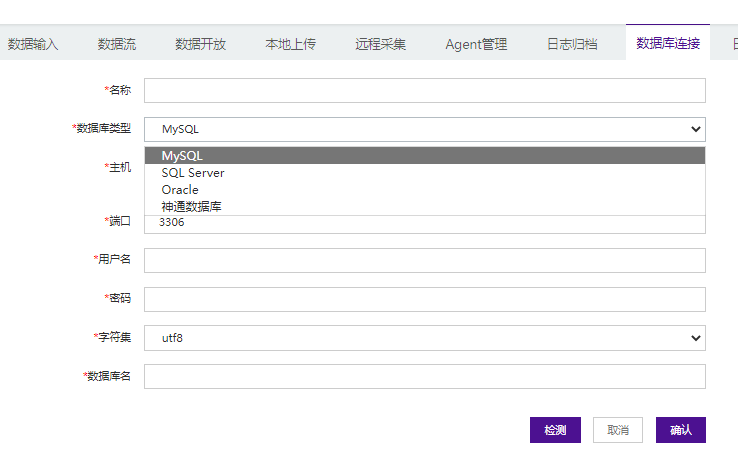 数据输入 数据流 数据开放 本地上传 远程采集 Agent管理 日志归档 数据库连接
*名称
*数据库类型 MySQL
MySQL
*主机
SQL Server
Oracle
神通数据库
*端口 3306
*用户名
*密码
*字符集 utf8
*数据库名
检测 取消 确认